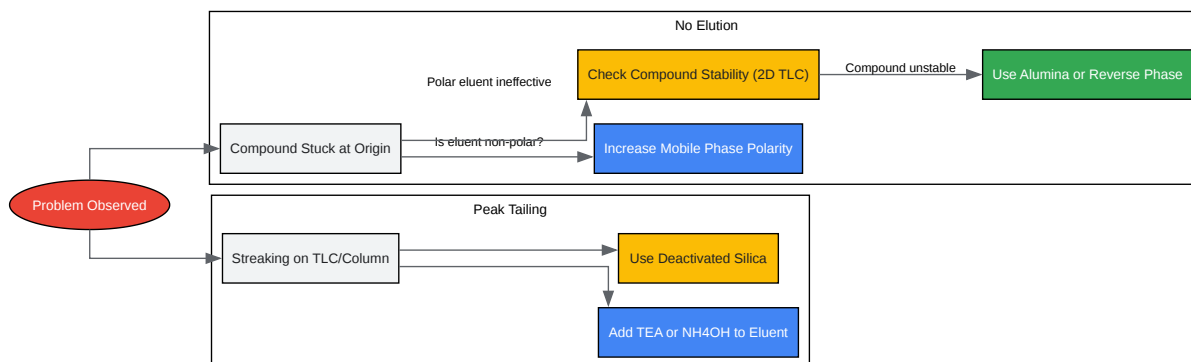 No Elution
Polar eluent ineffective
Check Compound Stability (2D TLC)
Compound unstable
Use Alumina or Reverse Phase
Compound Stuck at Origin
Is eluent non-polar?
Increase Mobile Phase Polarity
Problem Observed
Peak Tailing
Streaking on TLC/Column
Use Deactivated Silica
Add TEA or NH4OH to Eluent